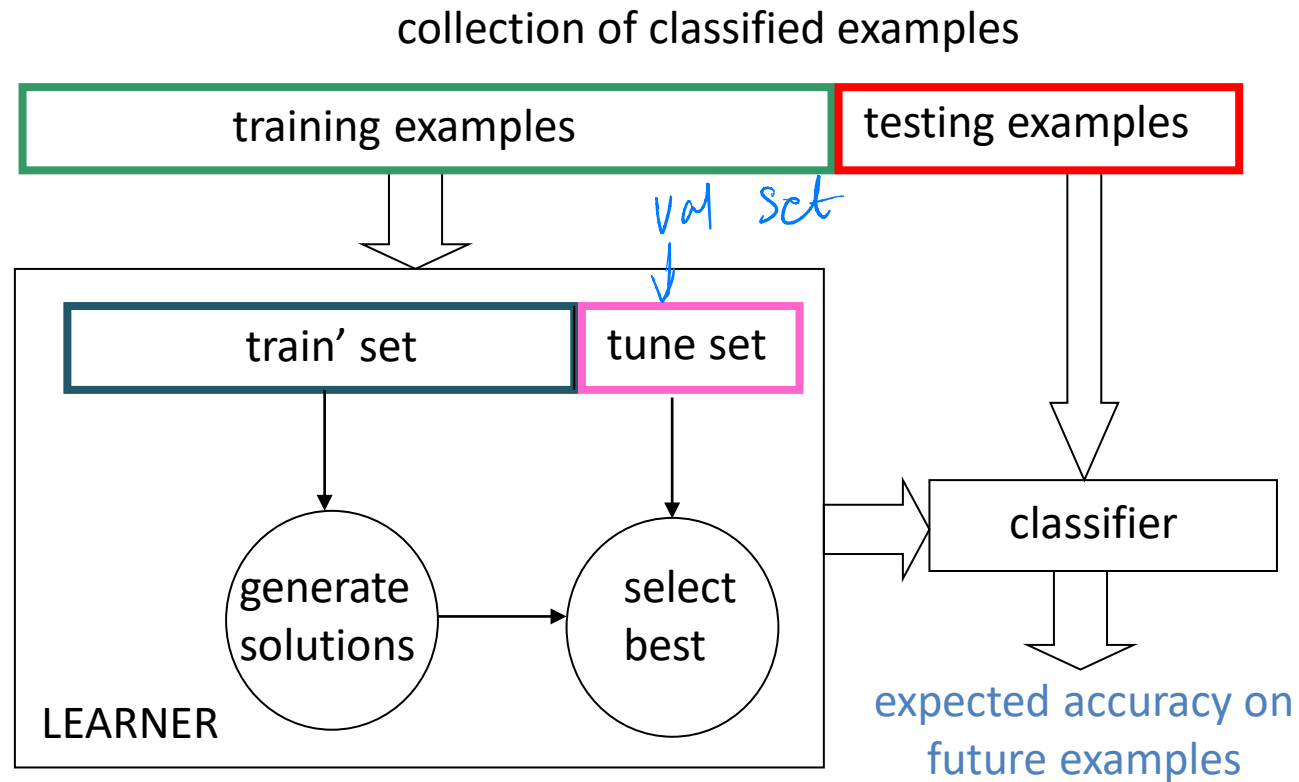 collection of classified examples
training examples
testing examples
val set
train’ set
tune set
generate
solutions
select
best
classifier
LEARNER
expected accuracy on
future examples